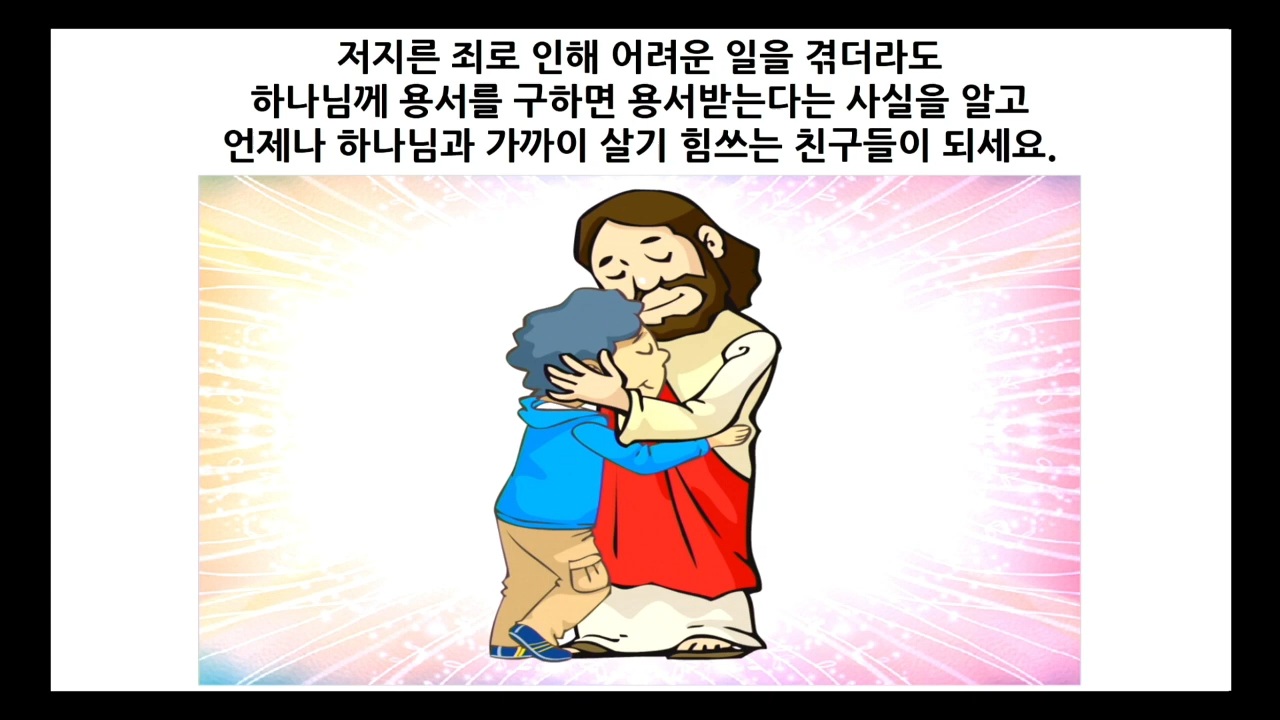 저지른 죄로 인해 어려운 일을 겪더라도
하나님께 용서를 구하면 용서받는다는 사실을 알고
언제나 하나님과 가까이 살기 힘쓰는 친구들이 되세요.